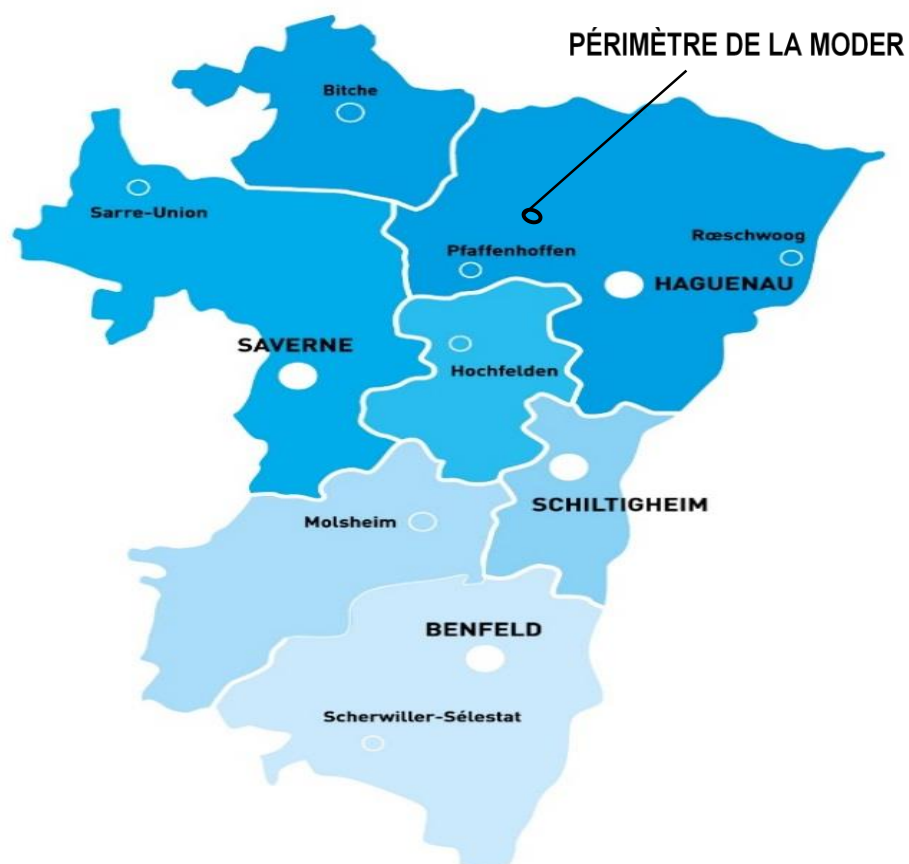 PÉRIMÈTRE DE LA MODER
Bitche
Sarre-Union
Pfaffenhoffen
Rœschwoog
HAGUENAU
SAVERNE
Hochfelden
SCHILTIGHEIM
Molsheim
BENFELD
Scherwiller-Sélestat